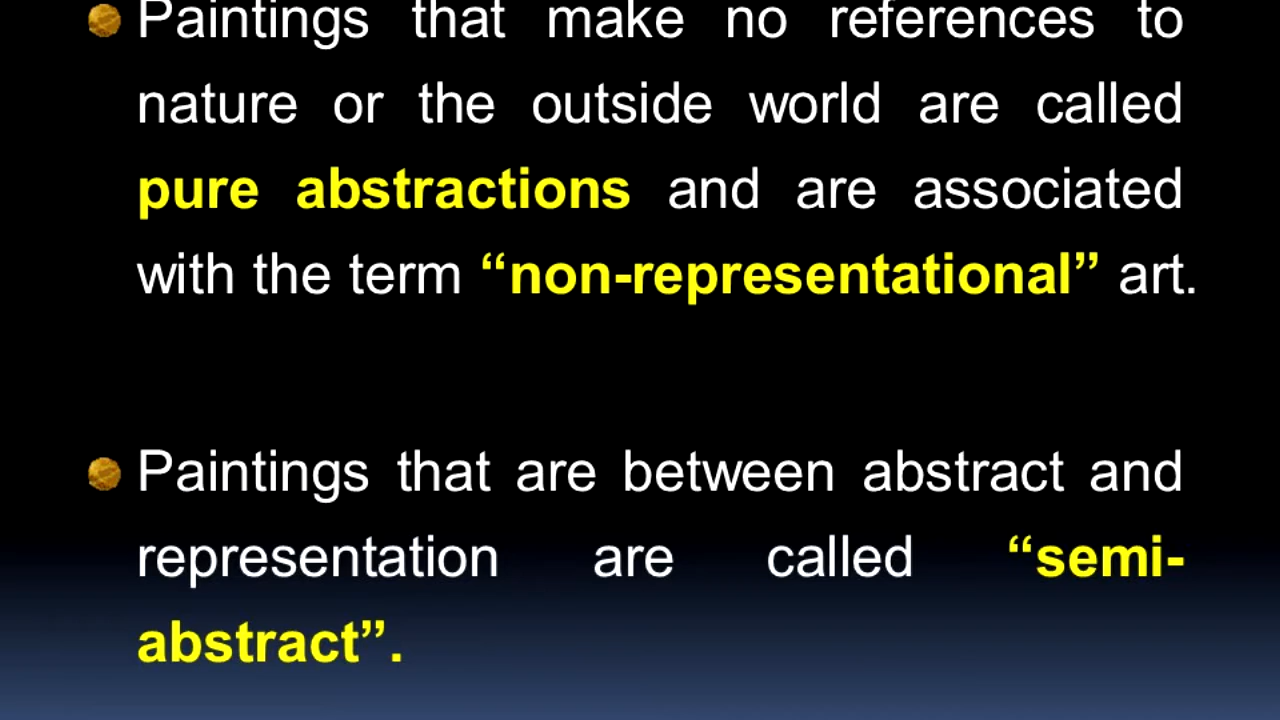 Paintings that make no references to
nature or the outside world are called
pure abstractions and are associated
with the term “non-representational” art.
Paintings that are between abstract and
representation are called “semi-
abstract”.